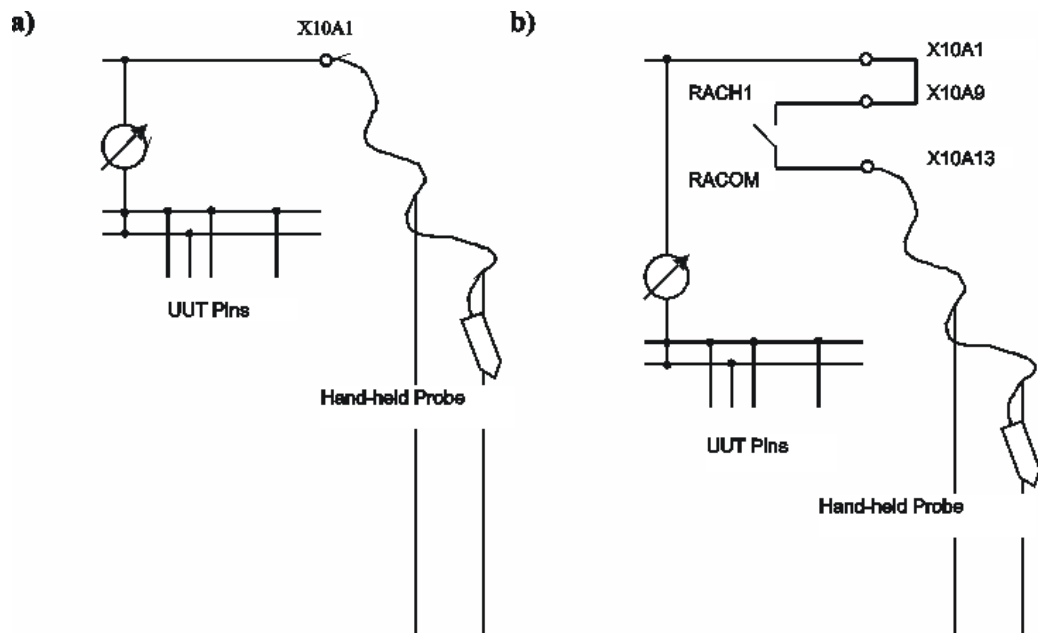 a)
X10A1
UUT Pins
Hand-held Probe
b)
X10A1
RACH1
X10A9
RACOM
X10A13
UUT Pins
Hand-held Probe